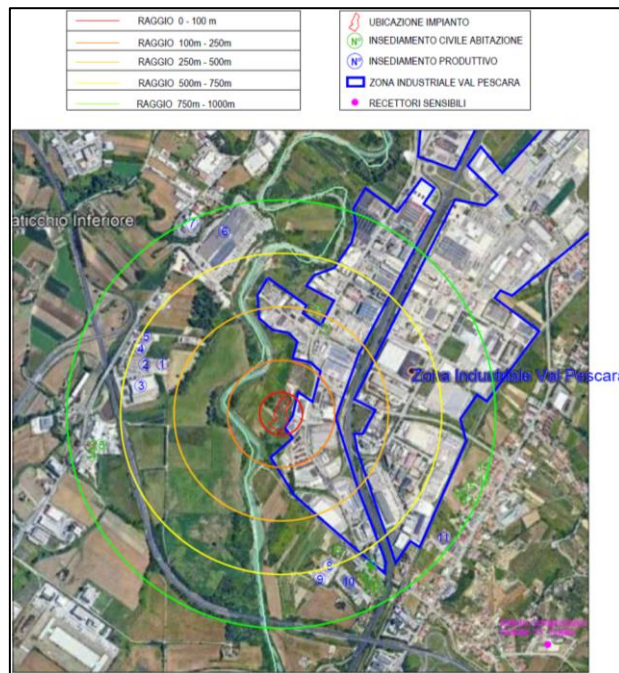 RAGGIO 0 - 100 m
RAGGIO 100m - 250m
RAGGIO 250m - 500m
RAGGIO 500m - 750m
RAGGIO 750m - 1000m
UBICAZIONE IMPIANTO
N° INSEDIAMENTO CIVILE ABITAZIONE
N° INSEDIAMENTO PRODUTTIVO
ZONA INDUSTRIALE VAL PESCARA
RECETTORI SENSIBILI
aticchio Inferiore
7
6
5
4
2
1
3
Zona Industriale Val Pescara
11
8
9
10